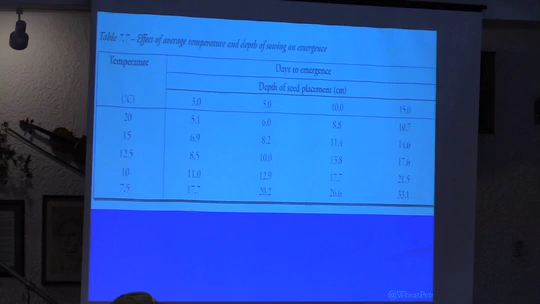 Table 7.7 – Effect of average temperature and depth of sowing on emergence
Temperature Days to emergence
Depth of seed placement (cm)
(°C) 3.0 5.0 10.0 15.0
20 5.1 6.0 8.8 10.7
15 6.9 8.2 11.4 14.6
12.5 8.5 10.0 13.8 17.6
10 11.0 12.9 17.7 21.5
7.5 17.7 20.2 26.6 33.1